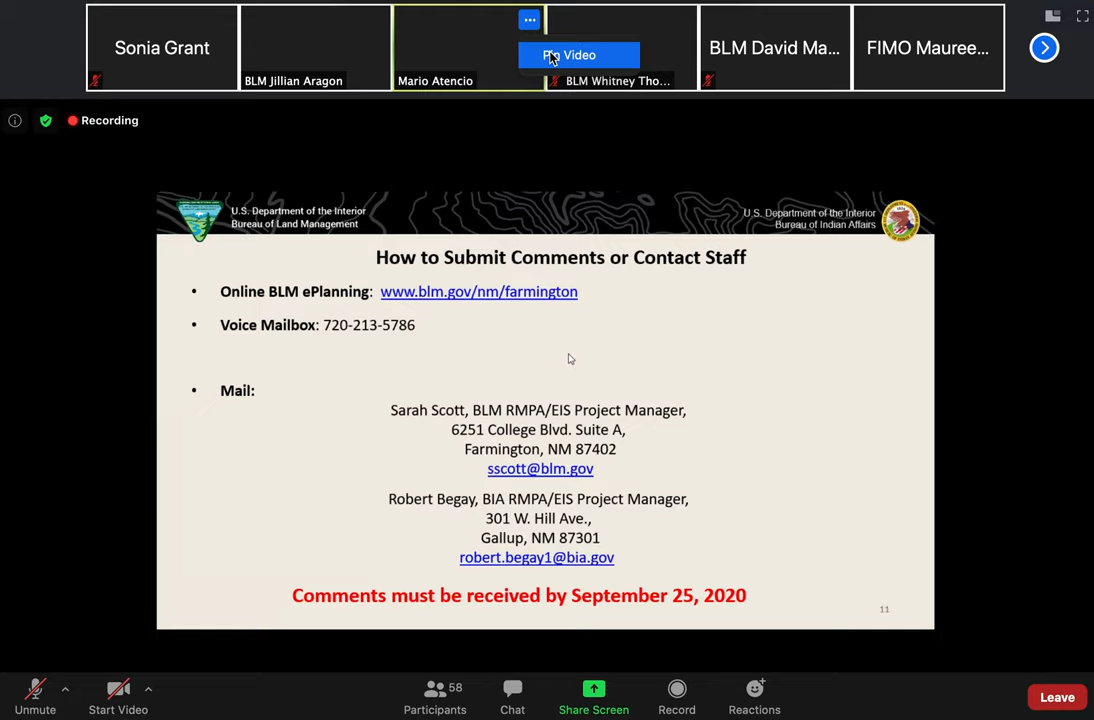 Sonia Grant
BLM Jillian Aragon
Mario Atencio
Video
BLM Whitney Tho...
BLM David Ma...
FIMO Mauree...
Recording
U.S. Department of the Interior
Bureau of Land Management
U.S. Department of the Interior
Bureau of Indian Affairs
How to Submit Comments or Contact Staff
• Online BLM ePlanning: www.blm.gov/nm/farmington
• Voice Mailbox: 720-213-5786
• Mail:
Sarah Scott, BLM RMPA/EIS Project Manager,
6251 College Blvd. Suite A,
Farmington, NM 87402
sscott@blm.gov
Robert Begay, BIA RMPA/EIS Project Manager,
301 W. Hill Ave.,
Gallup, NM 87301
robert.begay1@bia.gov
Comments must be received by September 25, 2020
11
Unmute
Start Video
Participants
58
Chat
Share Screen
Record
Reactions
Leave